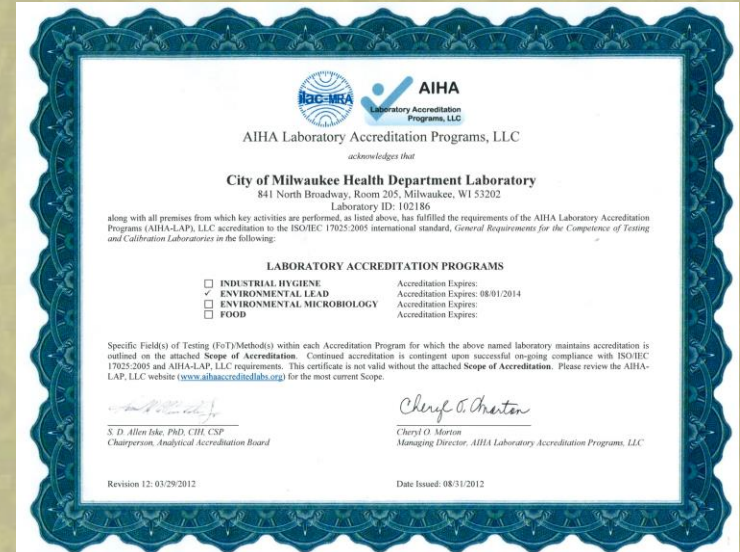 ilac-MRA
AIHA
Laboratory Accreditation
Programs, LLC
AIHA Laboratory Accreditation Programs, LLC
acknowledges that
City of Milwaukee Health Department Laboratory
841 North Broadway, Room 205, Milwaukee, WI 53202
Laboratory ID: 102186
along with all premises from which key activities are performed, as listed above, has fulfilled the requirements of the AIHA Laboratory Accreditation
Programs (AIHA-LAP), LLC accreditation to the ISO/IEC 17025:2005 international standard, General Requirements for the Competence of Testing
and Calibration Laboratories in the following:
LABORATORY ACCREDITATION PROGRAMS
☐ INDUSTRIAL HYGIENE Accreditation Expires:
✓ ENVIRONMENTAL LEAD Accreditation Expires: 08/01/2014
☐ ENVIRONMENTAL MICROBIOLOGY Accreditation Expires:
☐ FOOD Accreditation Expires:
Specific Field(s) of Testing (FoT)/Method(s) within each Accreditation Program for which the above named laboratory maintains accreditation is
outlined on the attached Scope of Accreditation. Continued accreditation is contingent upon successful on-going compliance with ISO/IEC
17025:2005 and AIHA-LAP, LLC requirements. This certificate is not valid without the attached Scope of Accreditation. Please review the AIHA-
LAP, LLC website (www.aihaaccreditedlabs.org) for the most current Scope.
Cheryl O. Morton
S. D. Allen Iske, PhD, CIH, CSP Cheryl O. Morton
Chairperson, Analytical Accreditation Board Managing Director, AIHA Laboratory Accreditation Programs, LLC
Revision 12: 03/29/2012 Date Issued: 08/31/2012